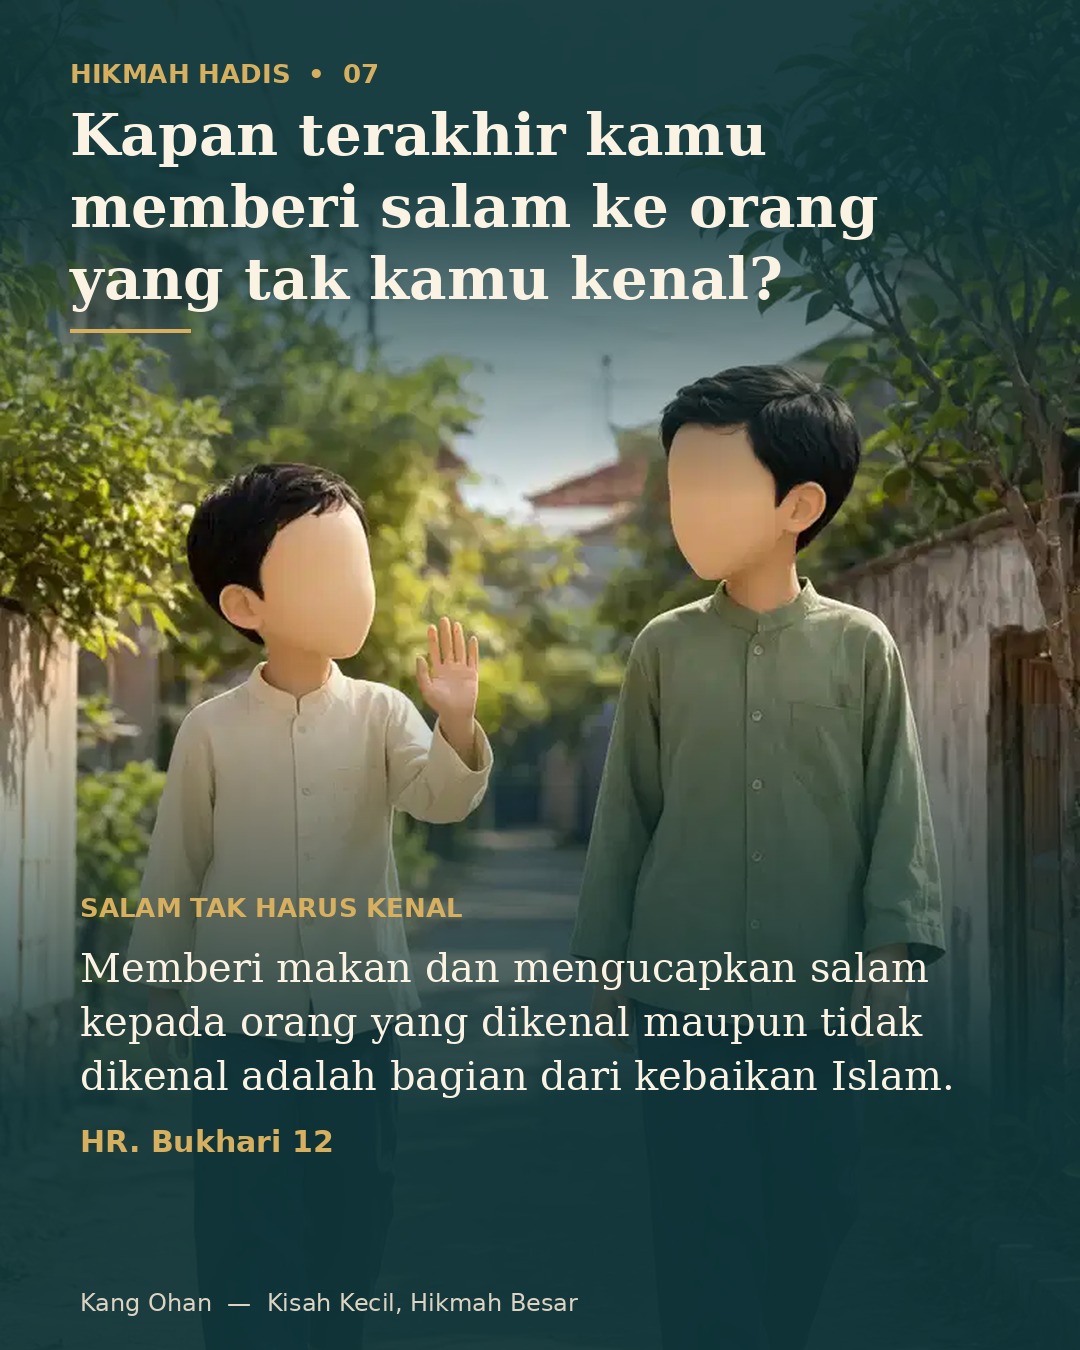 HIKMAH HADIS • 07
Kapan terakhir kamu
memberi salam ke orang
yang tak kamu kenal?
SALAM TAK HARUS KENAL
Memberi makan dan mengucapkan salam
kepada orang yang dikenal maupun tidak
dikenal adalah bagian dari kebaikan Islam.
HR. Bukhari 12
Kang Ohan — Kisah Kecil, Hikmah Besar